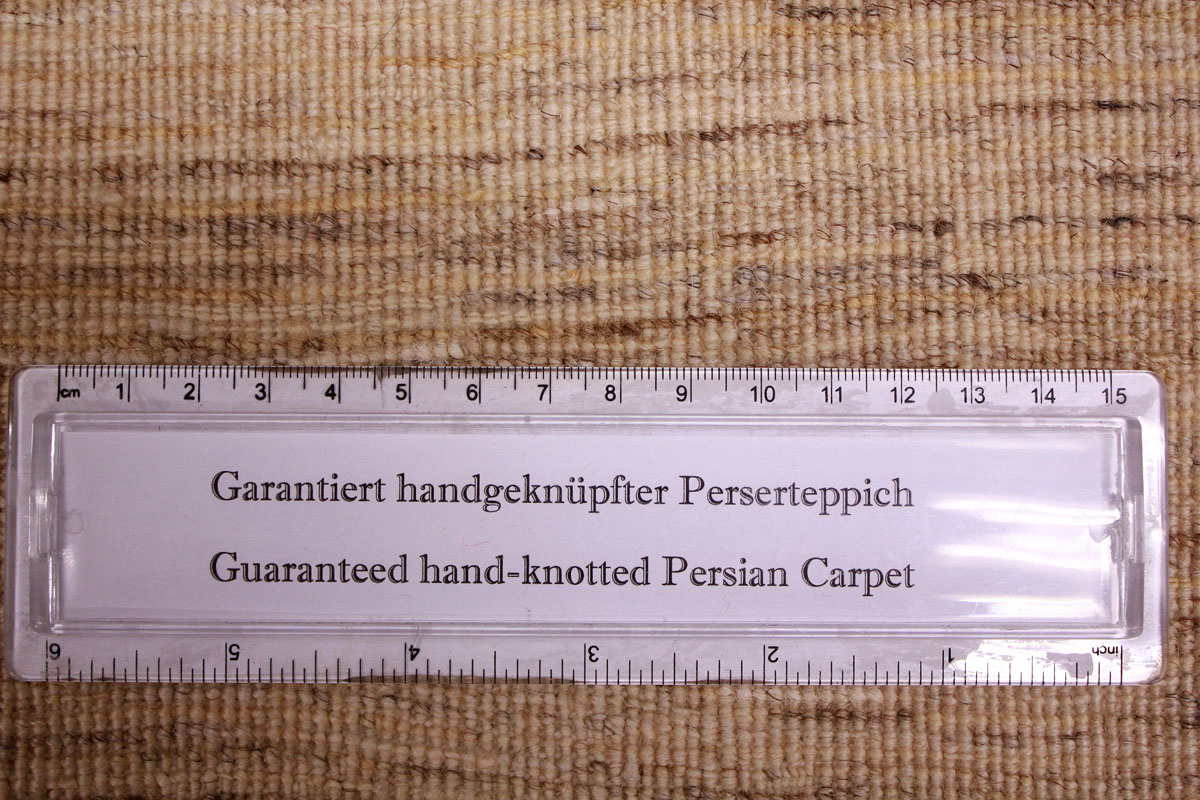 cm 1 2 3 4 5 6 7 8 9 10 11 12 13 14 15
Garantiert handgeknüpfter Perserteppich
Guaranteed hand-knotted Persian Carpet
6 5 4 3 2 1 inch